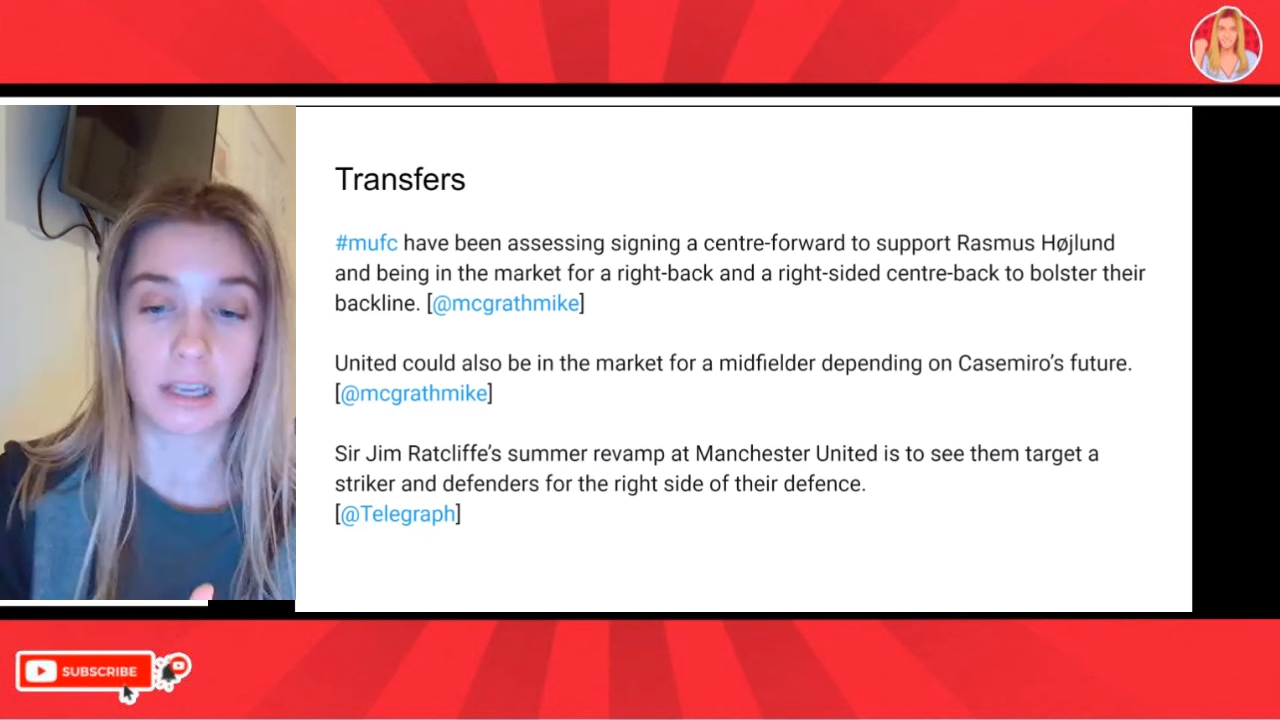 Transfers
#mufc have been assessing signing a centre-forward to support Rasmus Højlund
and being in the market for a right-back and a right-sided centre-back to bolster their
backline. [@mcgrathmike]
United could also be in the market for a midfielder depending on Casemiro’s future.
[@mcgrathmike]
Sir Jim Ratcliffe’s summer revamp at Manchester United is to see them target a
striker and defenders for the right side of their defence.
[@Telegraph]
SUBSCRIBE